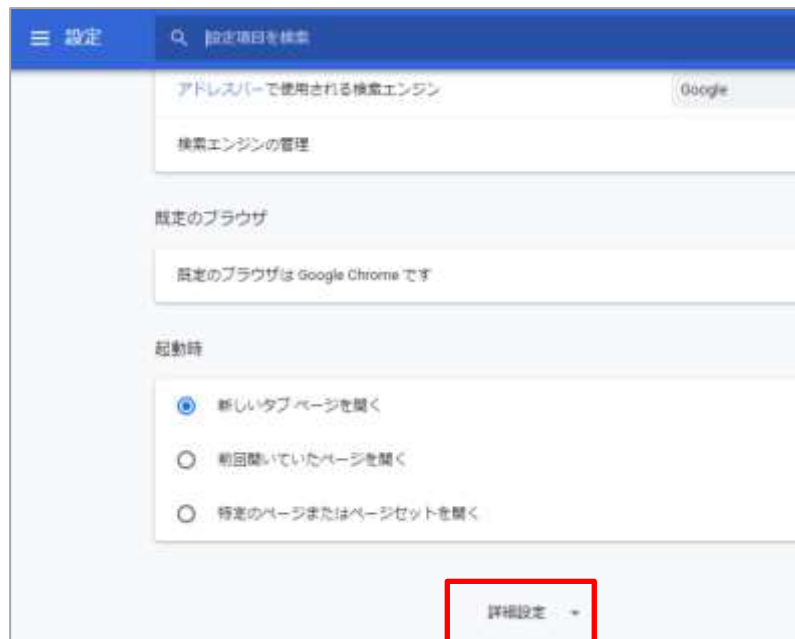 設定
設定項目を検索
アドレスバーで使用される検索エンジン
Google
検索エンジンの管理
既定のブラウザ
既定のブラウザは Google Chrome です
起動時
新しいタブ ページを開く
前回開いていたページを開く
特定のページまたはページセットを開く
詳細設定